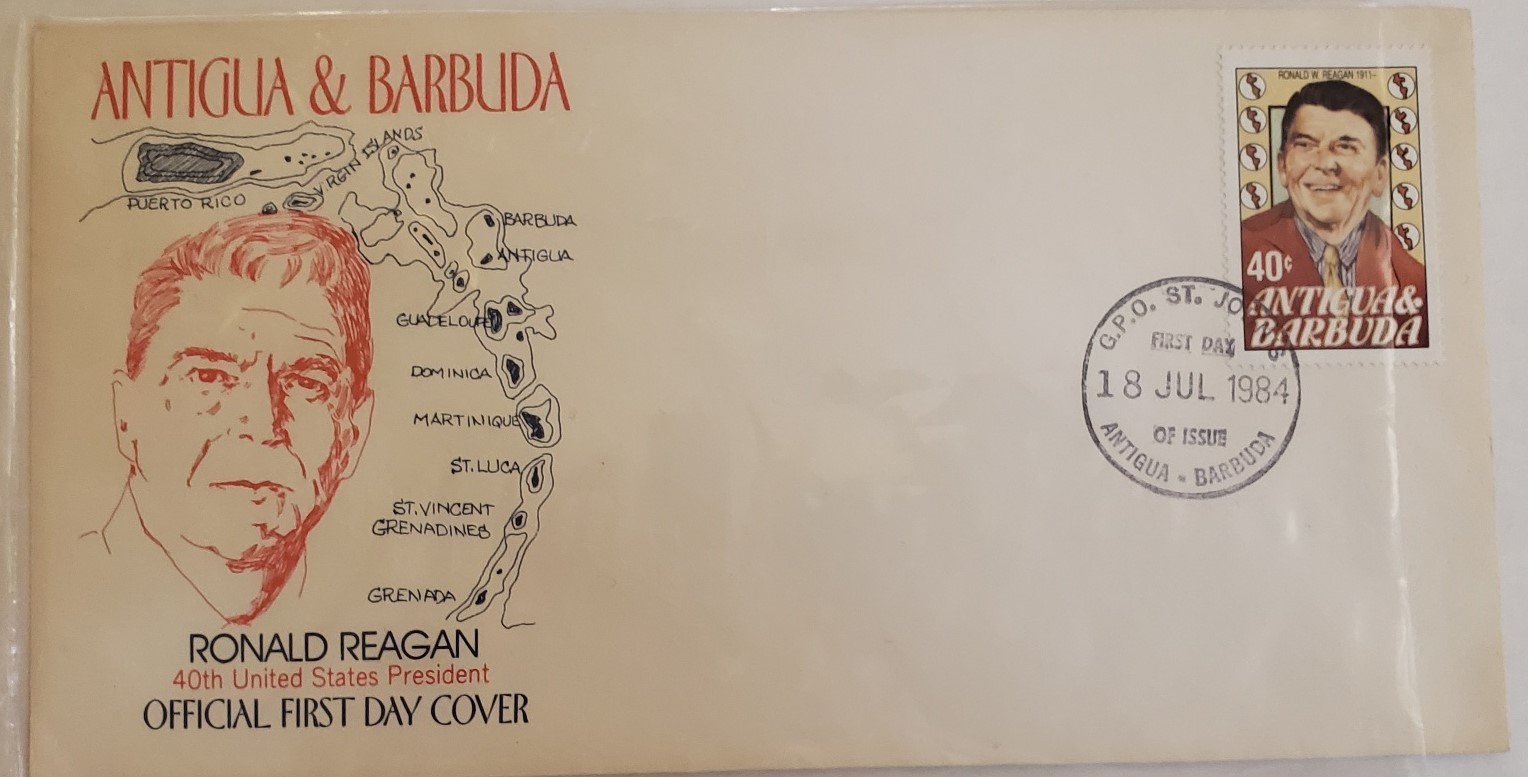 ANTIGUA & BARBUDA
VIRGIN ISLANDS
PUERTO RICO
BARBUDA
ANTIGUA
GUADELOUPE
DOMINICA
MARTINIQUE
ST. LUCA
ST. VINCENT
GRENADINES
GRENADA
RONALD REAGAN
40th United States President
OFFICIAL FIRST DAY COVER
RONALD W. REAGAN 1911-
40¢
ANTIGUA &
BARBUDA
G.P.O. ST. JOHN'S
FIRST DAY
18 JUL 1984
OF ISSUE
ANTIGUA - BARBUDA